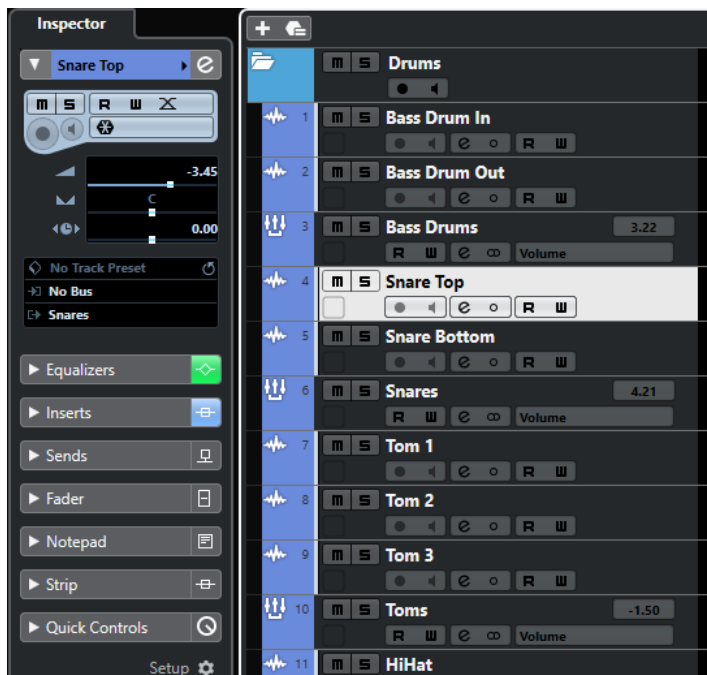 Inspector
Snare Top
e
m S R W
-3.45
C
0.00
No Track Preset
No Bus
Snares
Equalizers
Inserts
Sends
Fader
Notepad
Strip
Quick Controls
Setup
m S Drums
1 m S Bass Drum In
e R W
2 m S Bass Drum Out
e R W
3 m S Bass Drums 3.22
R W e Volume
4 m S Snare Top
e R W
5 m S Snare Bottom
e R W
6 m S Snares 4.21
R W e Volume
7 m S Tom 1
e R W
8 m S Tom 2
e R W
9 m S Tom 3
e R W
10 m S Toms -1.50
R W e Volume
11 m S HiHat